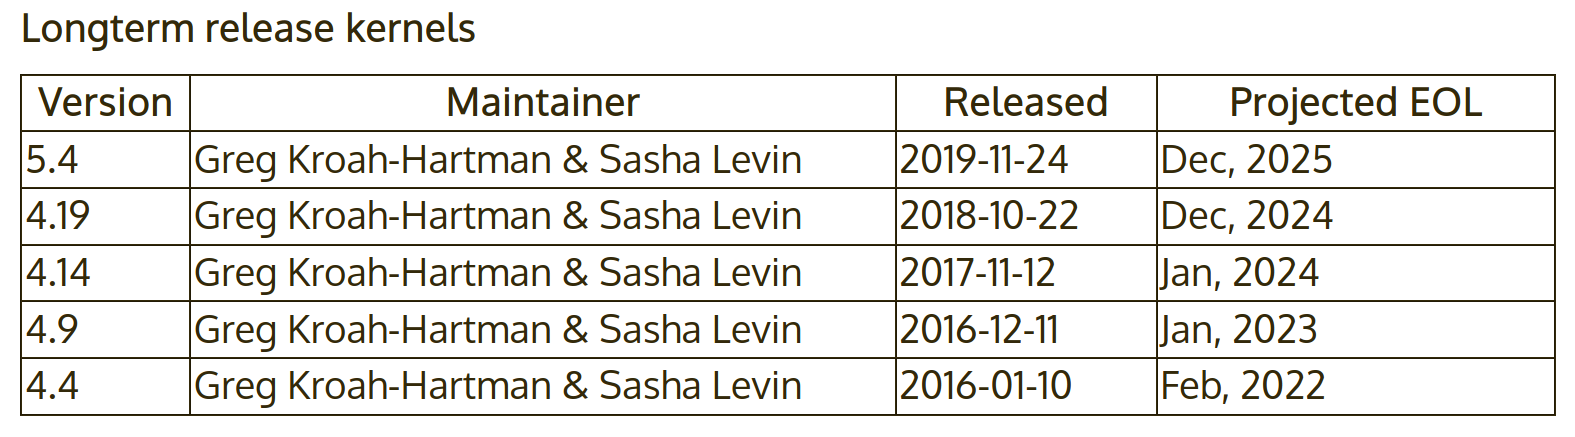 Longterm release kernels
Version Maintainer Released Projected EOL
5.4 Greg Kroah-Hartman & Sasha Levin 2019-11-24 Dec, 2025
4.19 Greg Kroah-Hartman & Sasha Levin 2018-10-22 Dec, 2024
4.14 Greg Kroah-Hartman & Sasha Levin 2017-11-12 Jan, 2024
4.9 Greg Kroah-Hartman & Sasha Levin 2016-12-11 Jan, 2023
4.4 Greg Kroah-Hartman & Sasha Levin 2016-01-10 Feb, 2022